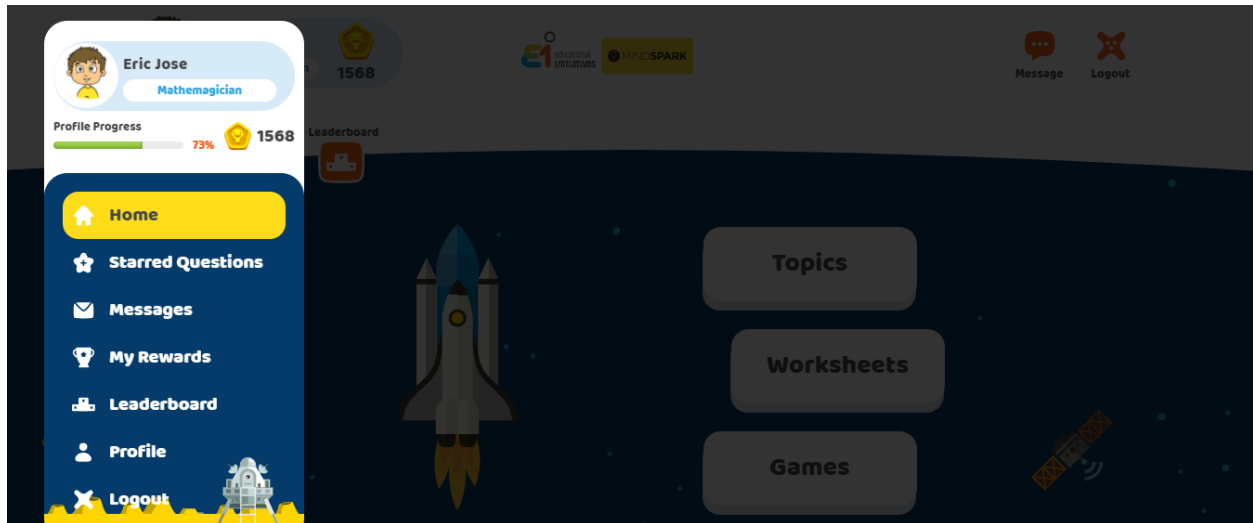 Eric Jose
Mathemagician
Profile Progress
73%
1568
Home
Starred Questions
Messages
My Rewards
Leaderboard
Profile
Logout
1568
educational
initiatives
MINDSPARK
Message
Logout
Leaderboard
Topics
Worksheets
Games